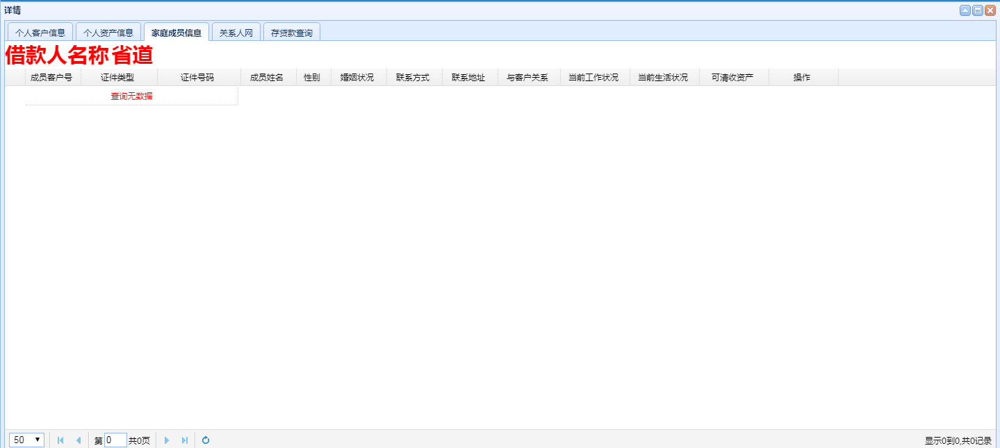 详情
个人客户信息 个人资产信息 家庭成员信息 关系人网 存贷款查询
借款人名称 省道
成员客户号 证件类型 证件号码 成员姓名 性别 婚姻状况 联系方式 联系地址 与客户关系 当前工作状况 当前生活状况 可清收资产 操作
查询无数据
50 第 0 共0页 显示0到0,共0记录